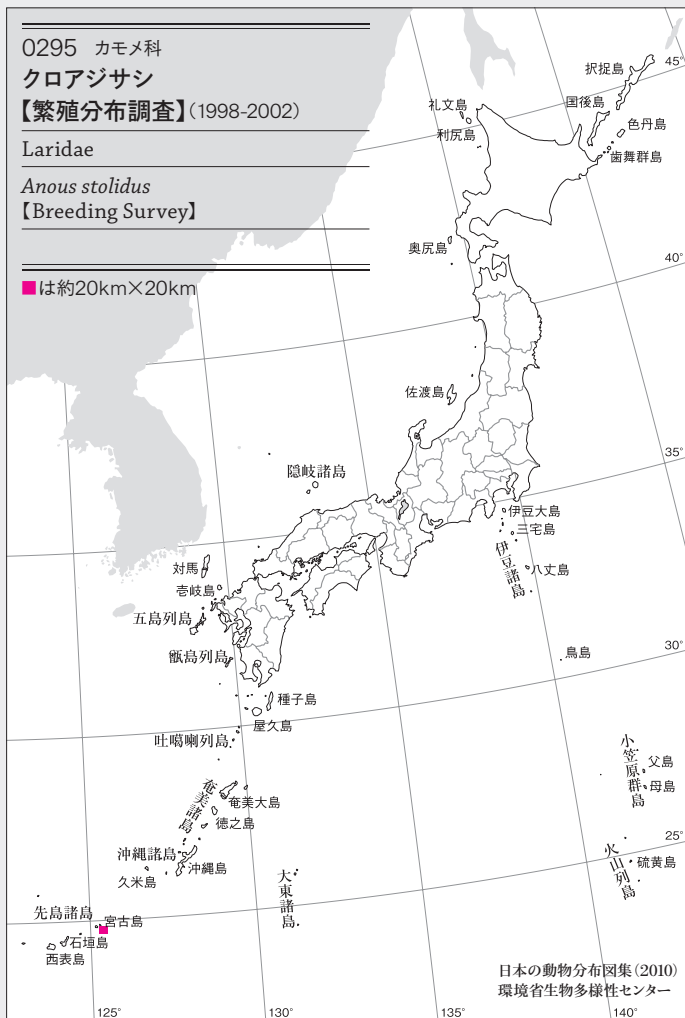 0295 カモメ科
クロアジサシ
【繁殖分布調査】(1998-2002)
Laridae
Anous stolidus
【Breeding Survey】
■は約20km×20km
45°
択捉島
国後島
礼文島
色丹島
利尻島
歯舞群島
奥尻島
40°
佐渡島
35°
隠岐諸島
伊豆大島
三宅島
伊豆諸島
八丈島
対馬
壱岐島
五島列島
甑島列島
鳥島
30°
種子島
屋久島
吐噶喇列島
小笠原群島
父島
母島
奄美諸島
奄美大島
徳之島
25°
沖縄諸島
沖縄島
久米島
火山列島
硫黄島
大東諸島
先島諸島
宮古島
石垣島
西表島
日本の動物分布図集(2010)
環境省生物多様性センター
125°
130°
135°
140°